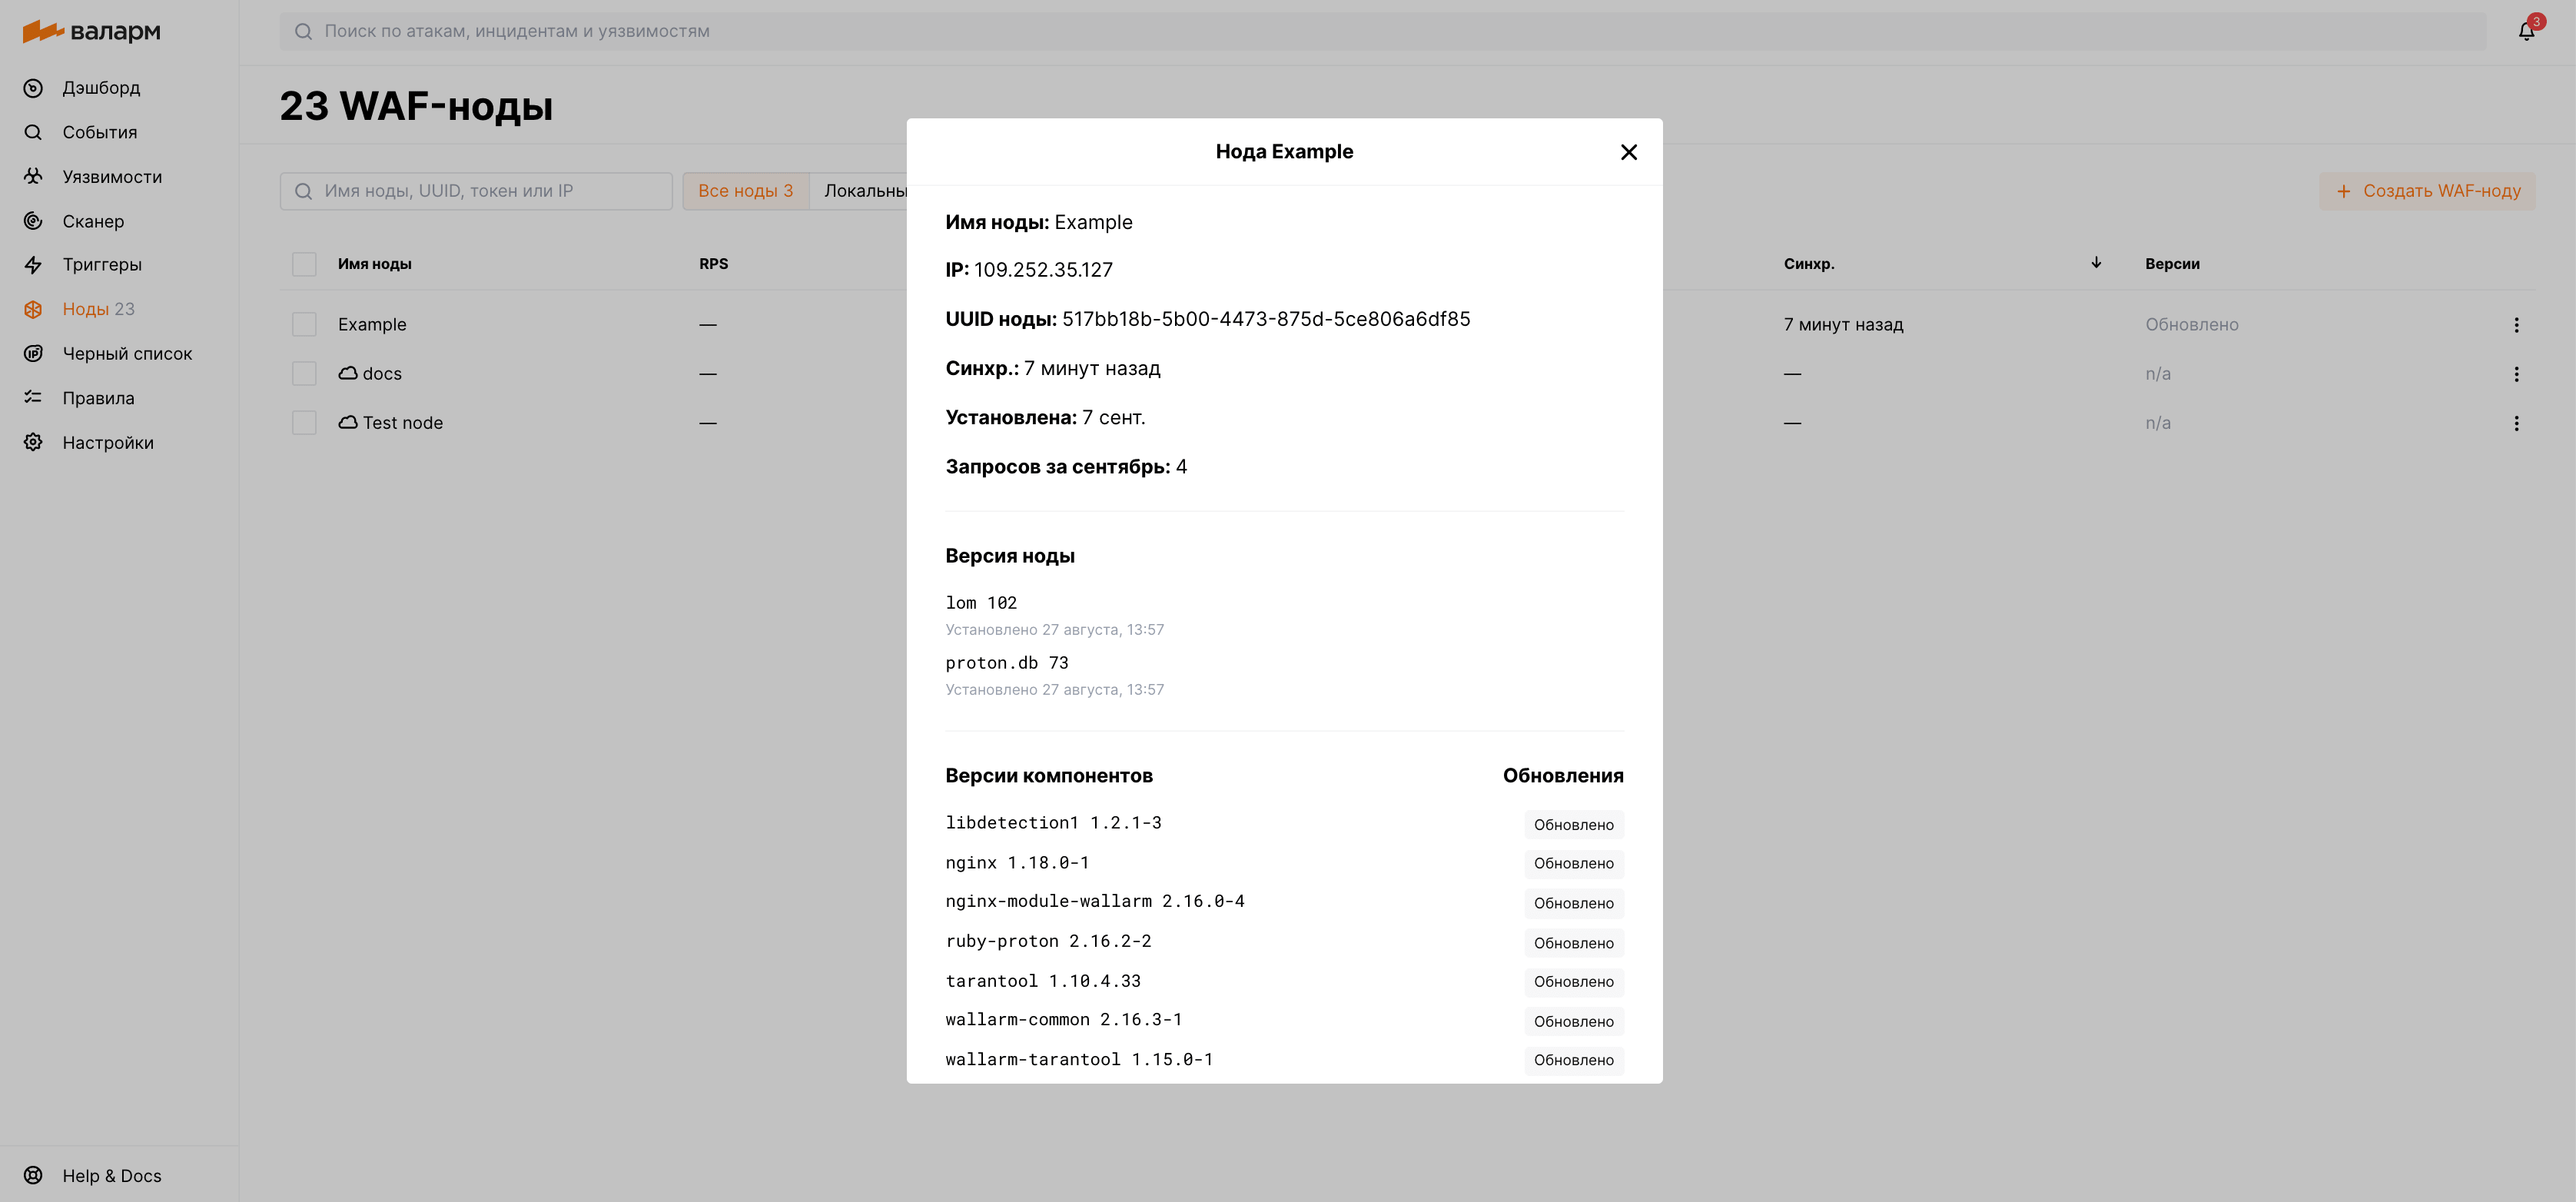 валарм
Поиск по атакам, инцидентам и уязвимостям
3
Дэшборд
События
Уязвимости
Сканер
Триггеры
Ноды 23
Черный список
Правила
Настройки
Help & Docs
23 WAF-ноды
Имя ноды, UUID, токен или IP
Все ноды 3
Локальны
+ Создать WAF-ноду
Имя ноды RPS Синхр. Версии
Example — 7 минут назад Обновлено
docs — — n/a
Test node — — n/a
Нода Example
Имя ноды: Example
IP: 109.252.35.127
UUID ноды: 517bb18b-5b00-4473-875d-5ce806a6df85
Синхр.: 7 минут назад
Установлена: 7 сент.
Запросов за сентябрь: 4
Версия ноды
lom 102
Установлено 27 августа, 13:57
proton.db 73
Установлено 27 августа, 13:57
Версии компонентов Обновления
libdetection1 1.2.1-3 Обновлено
nginx 1.18.0-1 Обновлено
nginx-module-wallarm 2.16.0-4 Обновлено
ruby-proton 2.16.2-2 Обновлено
tarantool 1.10.4.33 Обновлено
wallarm-common 2.16.3-1 Обновлено
wallarm-tarantool 1.15.0-1 Обновлено